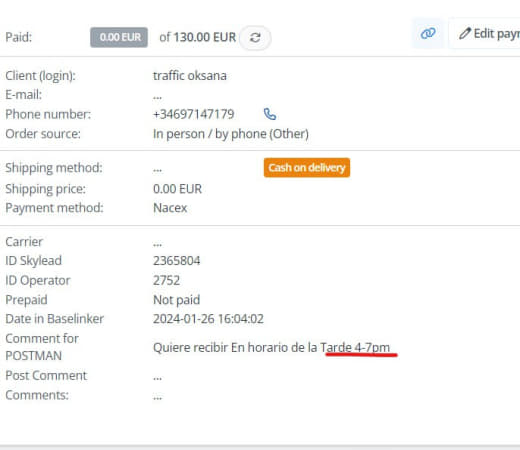 Paid: 0.00 EUR of 130.00 EUR Edit payn
Client (login): traffic oksana
E-mail: ...
Phone number: +34697147179
Order source: In person / by phone (Other)
Shipping method: ... Cash on delivery
Shipping price: 0.00 EUR
Payment method: Nacex
Carrier ...
ID Skylead 2365804
ID Operator 2752
Prepaid Not paid
Date in Baselinker 2024-01-26 16:04:02
Comment for
POSTMAN Quiere recibir En horario de la Tarde 4-7pm
Post Comment ...
Comments: ...